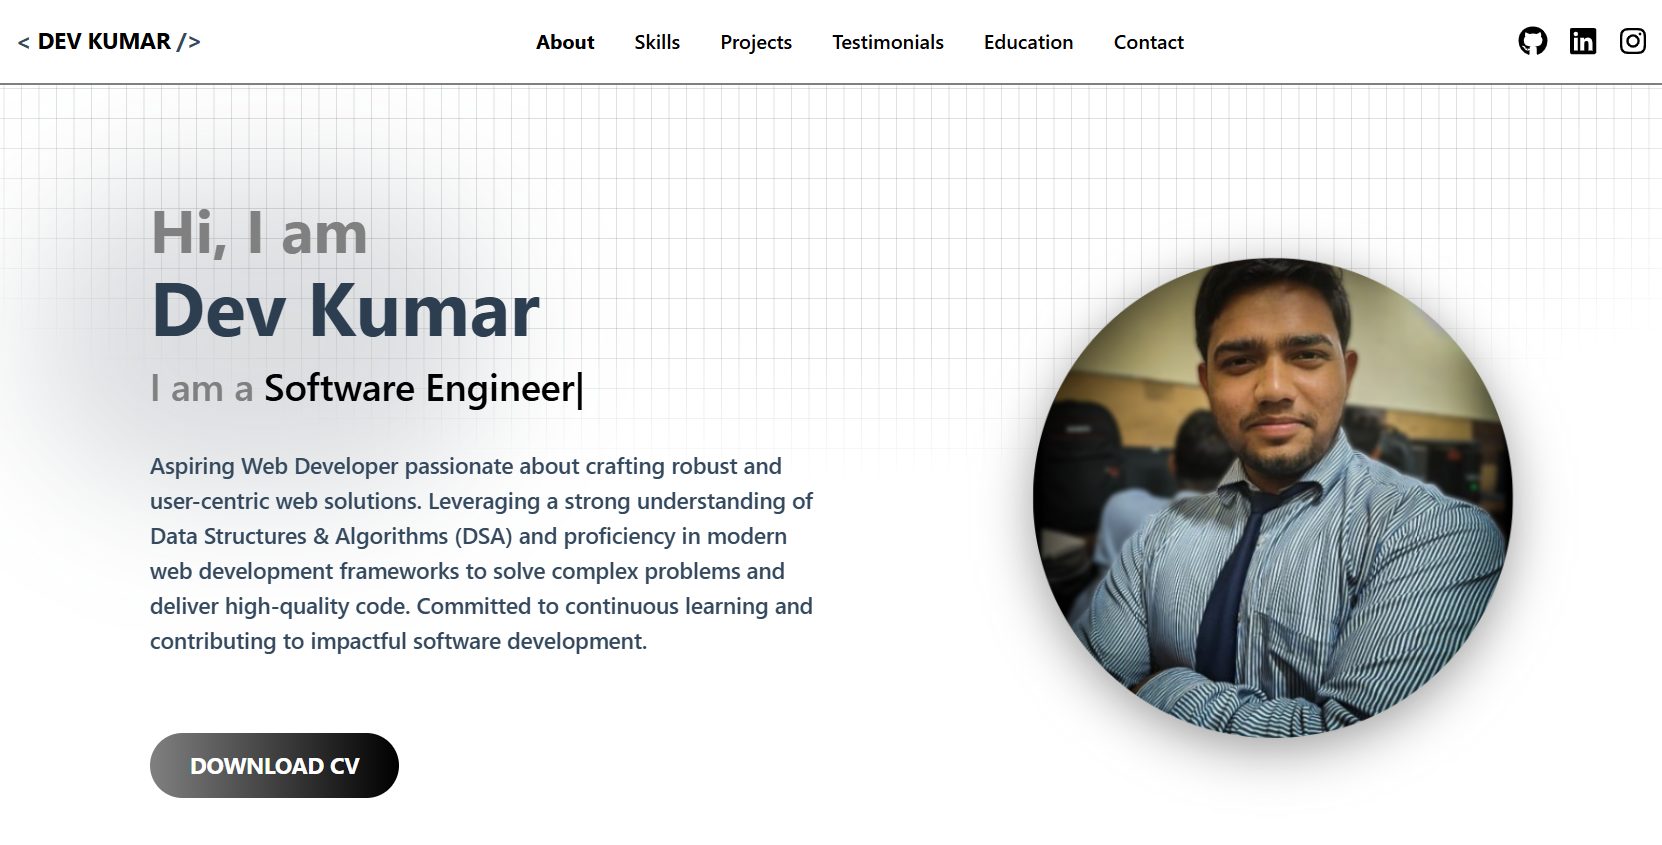 < DEV KUMAR />
About Skills Projects Testimonials Education Contact
Hi, I am
Dev Kumar
I am a Software Engineer|
Aspiring Web Developer passionate about crafting robust and
user-centric web solutions. Leveraging a strong understanding of
Data Structures & Algorithms (DSA) and proficiency in modern
web development frameworks to solve complex problems and
deliver high-quality code. Committed to continuous learning and
contributing to impactful software development.
DOWNLOAD CV